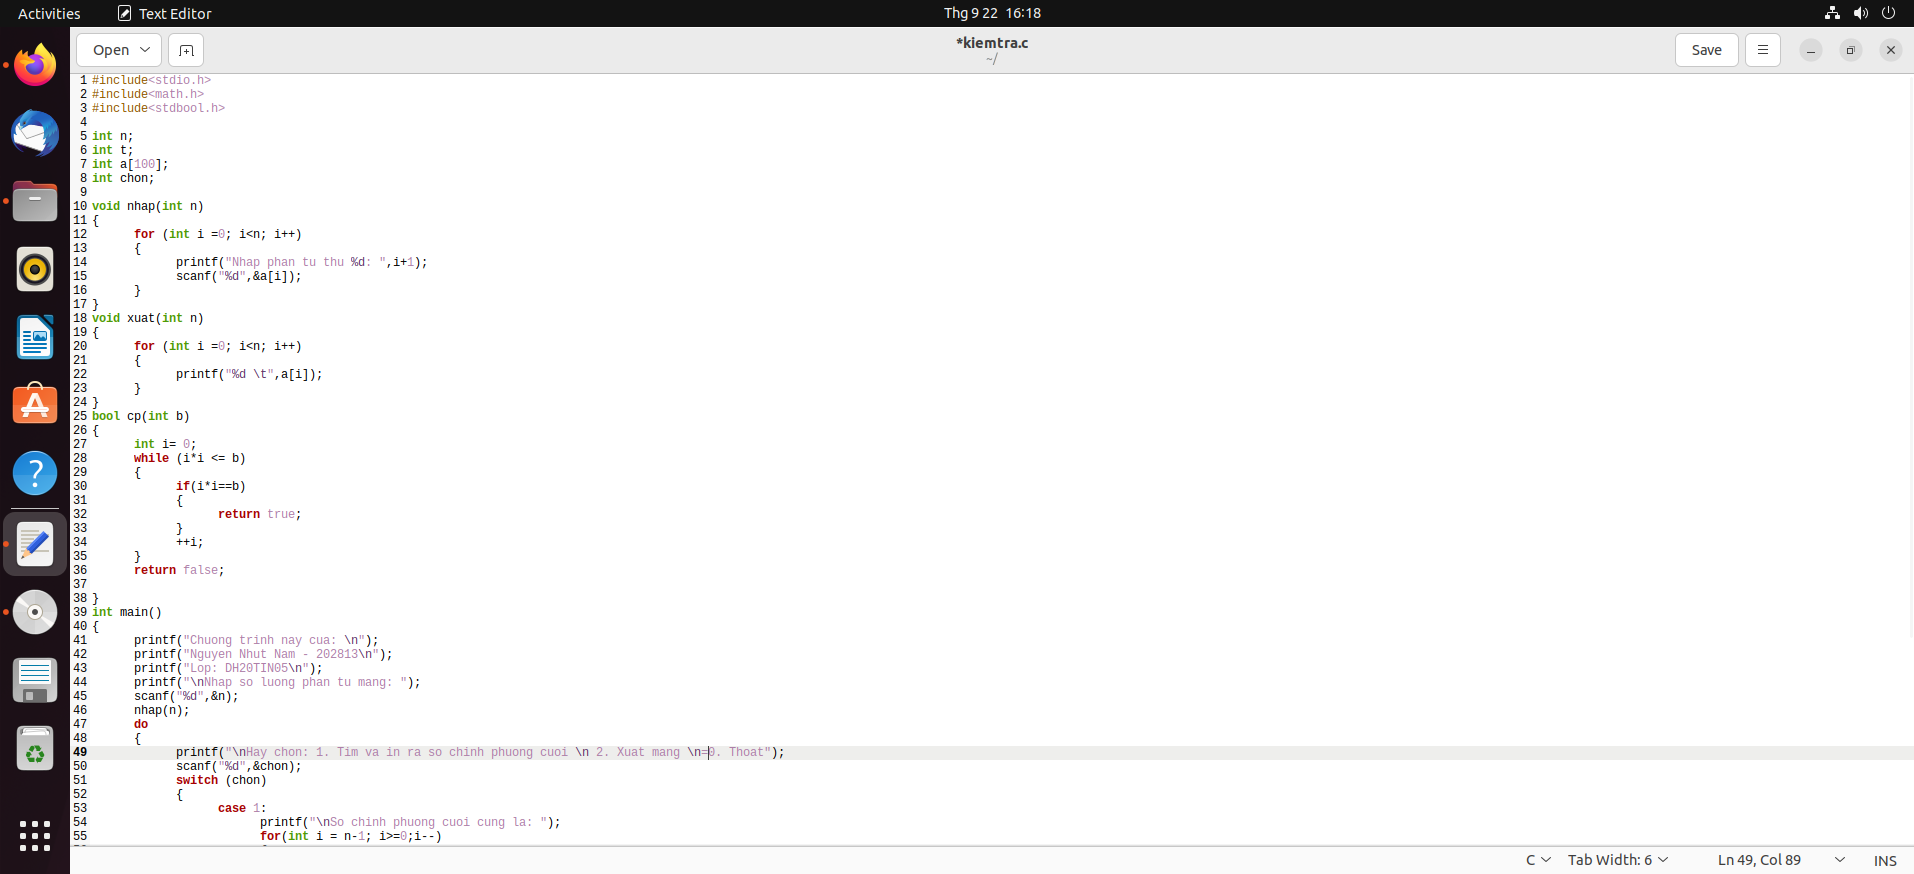 Activities Text Editor Thg 9 22 16:18
Open *kiemtra.c Save
~/
1 #include<stdio.h>
2 #include<math.h>
3 #include<stdbool.h>
4
5 int n;
6 int t;
7 int a[100];
8 int chon;
9
10 void nhap(int n)
11 {
12 for (int i =0; i<n; i++)
13 {
14 printf("Nhap phan tu thu %d: ",i+1);
15 scanf("%d",&a[i]);
16 }
17 }
18 void xuat(int n)
19 {
20 for (int i =0; i<n; i++)
21 {
22 printf("%d \t",a[i]);
23 }
24 }
25 bool cp(int b)
26 {
27 int i= 0;
28 while (i*i <= b)
29 {
30 if(i*i==b)
31 {
32 return true;
33 }
34 ++i;
35 }
36 return false;
37
38 }
39 int main()
40 {
41 printf("Chuong trinh nay cua: \n");
42 printf("Nguyen Nhut Nam - 202813\n");
43 printf("Lop: DH20TIN05\n");
44 printf("\nNhap so luong phan tu mang: ");
45 scanf("%d",&n);
46 nhap(n);
47 do
48 {
49 printf("\nHay chon: 1. Tim va in ra so chinh phuong cuoi \n 2. Xuat mang \n=0. Thoat");
50 scanf("%d",&chon);
51 switch (chon)
52 {
53 case 1:
54 printf("\nSo chinh phuong cuoi cung la: ");
55 for(int i = n-1; i>=0;i--)
C Tab Width: 6 Ln 49, Col 89 INS